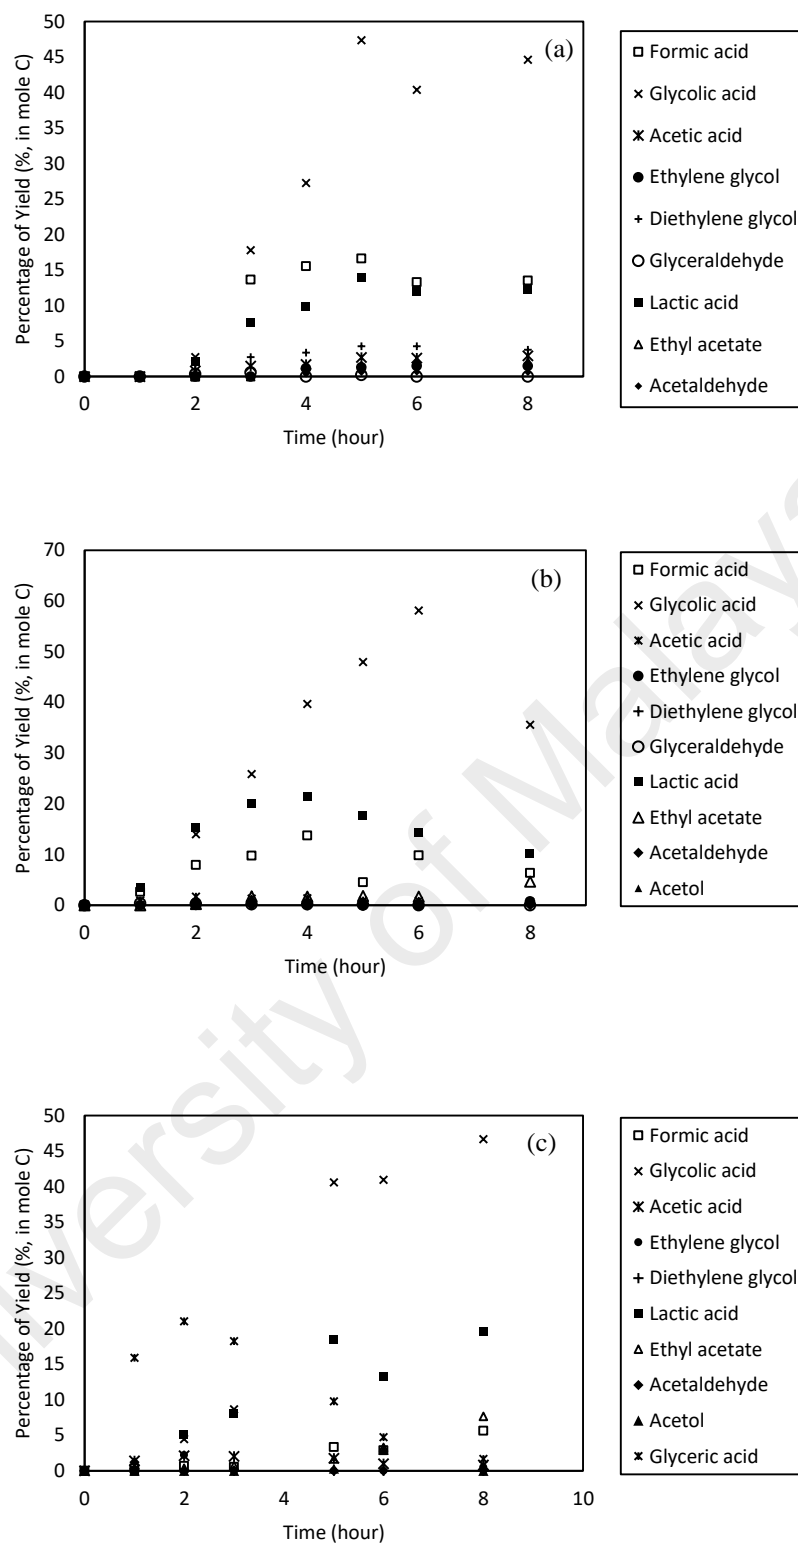 50
45
40
35
30
25
20
15
10
5
0
0
2
4
6
8
Percentage of Yield (%, in mole C)
Time (hour)
(a)
Formic acid
Glycolic acid
Acetic acid
Ethylene glycol
Diethylene glycol
Glyceraldehyde
Lactic acid
Ethyl acetate
Acetaldehyde
70
60
50
40
30
20
10
0
0
2
4
6
8
Percentage of Yield (%, in mole C)
Time (hour)
(b)
Formic acid
Glycolic acid
Acetic acid
Ethylene glycol
Diethylene glycol
Glyceraldehyde
Lactic acid
Ethyl acetate
Acetaldehyde
Acetol
50
45
40
35
30
25
20
15
10
5
0
0
2
4
6
8
10
Percentage of Yield (%, in mole C)
Time (hour)
(c)
Formic acid
Glycolic acid
Acetic acid
Ethylene glycol
Diethylene glycol
Lactic acid
Ethyl acetate
Acetaldehyde
Acetol
Glyceric acid
iversity of Malaya